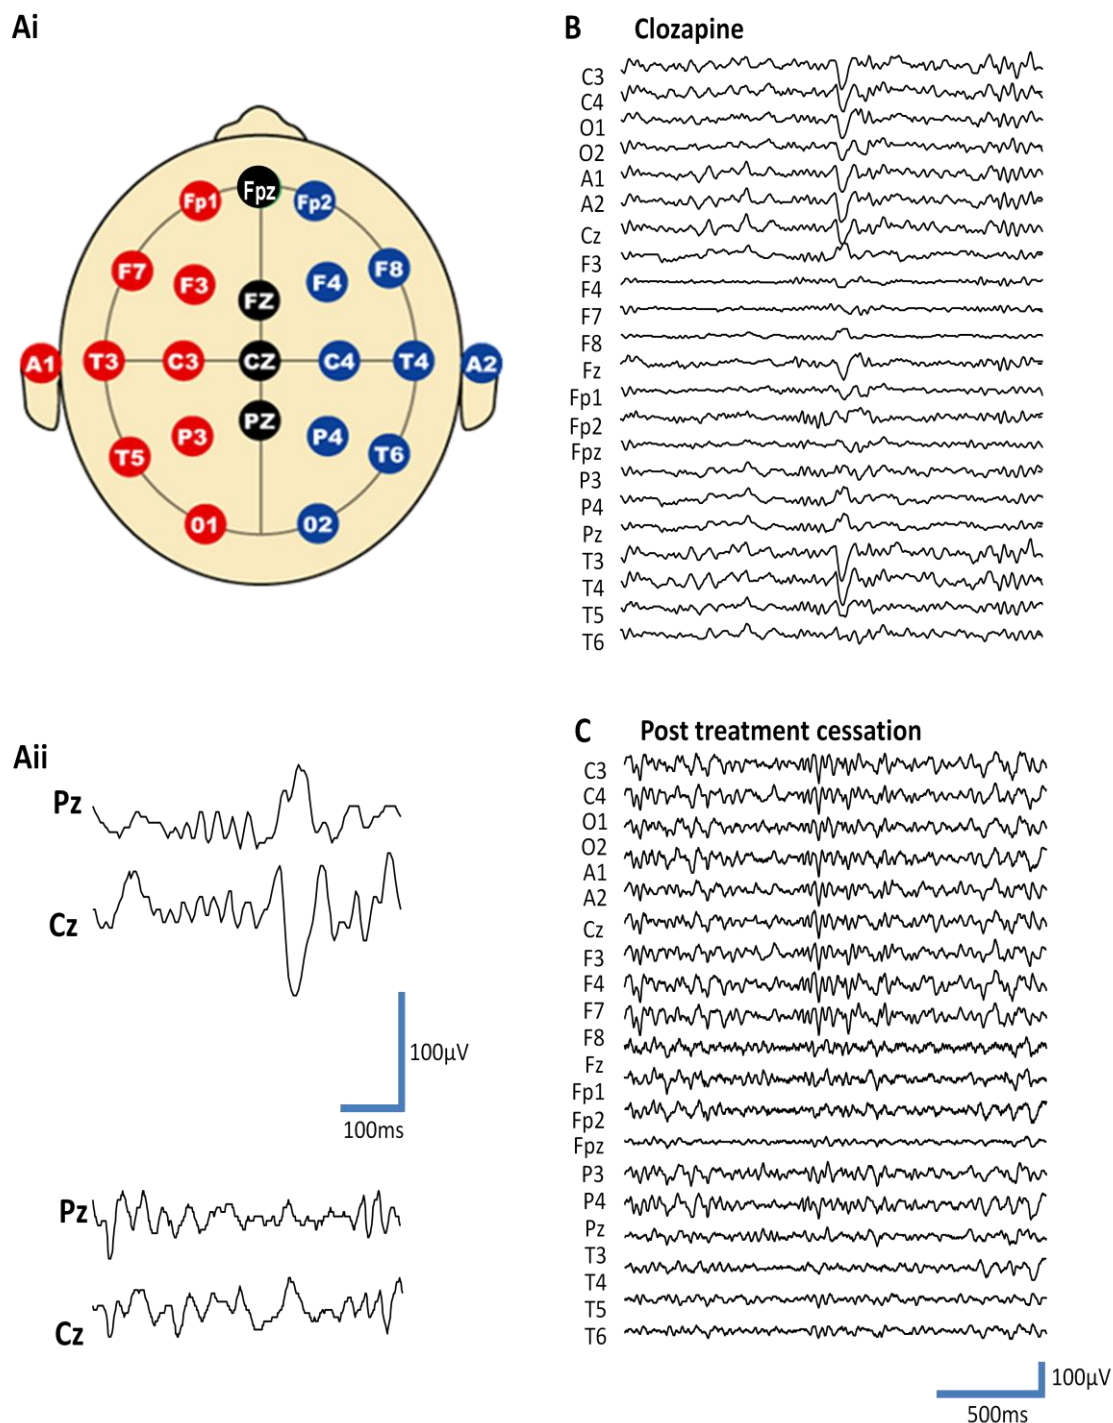 Ai
Fp1
Fpz
Fp2
F7
F3
FZ
F4
F8
A1
T3
C3
CZ
C4
T4
A2
P3
PZ
P4
T5
T6
01
02
Aii
Pz
Cz
100µV
100ms
Pz
Cz
B Clozapine
C3
C4
O1
O2
A1
A2
Cz
F3
F4
F7
F8
Fz
Fp1
Fp2
Fpz
P3
P4
Pz
T3
T4
T5
T6
C Post treatment cessation
C3
C4
O1
O2
A1
A2
Cz
F3
F4
F7
F8
Fz
Fp1
Fp2
Fpz
P3
P4
Pz
T3
T4
T5
T6
100µV
500ms